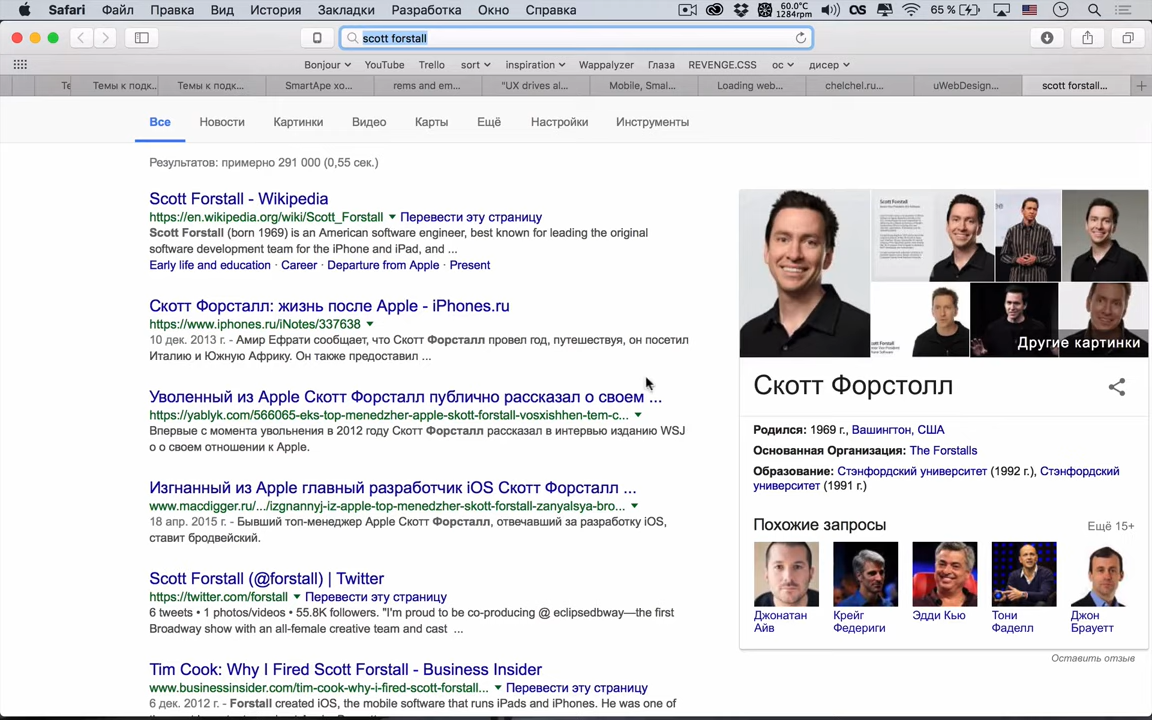 Safari Файл Правка Вид История Закладки Разработка Окно Справка 60.0°C 1284rpm 65 %
scott forstall
Bonjour YouTube Trello sort inspiration Wappalyzer Глаза REVENGE.CSS ос дисер
Те Темы к подк... Темы к подк... SmartApe хо... rems and em... "UX drives al... Mobile, Smal... Loading web... chelchel.ru... uWebDesign... scott forstall...
Все Новости Картинки Видео Карты Ещё Настройки Инструменты
Результатов: примерно 291 000 (0,55 сек.)
Scott Forstall - Wikipedia
https://en.wikipedia.org/wiki/Scott_Forstall Перевести эту страницу
Scott Forstall (born 1969) is an American software engineer, best known for leading the original
software development team for the iPhone and iPad, and ...
Early life and education · Career · Departure from Apple · Present
Скотт Форсталл: жизнь после Apple - iPhones.ru
https://www.iphones.ru/iNotes/337638
10 дек. 2013 г. - Амир Ефрати сообщает, что Скотт Форсталл провел год, путешествуя, он посетил
Италию и Южную Африку. Он также предоставил ...
Уволенный из Apple Скотт Форсталл публично рассказал о своем ...
https://yablyk.com/566065-eks-top-menedzher-apple-skott-forstall-vosxishhen-tem-c...
Впервые с момента увольнения в 2012 году Скотт Форсталл рассказал в интервью изданию WSJ
о о своем отношении к Apple.
Изгнанный из Apple главный разработчик iOS Скотт Форсталл ...
www.macdigger.ru/.../izgnannyj-iz-apple-top-menedzher-skott-forstall-zanyalsya-bro...
18 апр. 2015 г. - Бывший топ-менеджер Apple Скотт Форсталл, отвечавший за разработку iOS,
ставит бродвейский.
Scott Forstall (@forstall) | Twitter
https://twitter.com/forstall Перевести эту страницу
6 tweets • 1 photos/videos • 55.8K followers. "I'm proud to be co-producing @ eclipsedbway—the first
Broadway show with an all-female creative team and cast ...
Tim Cook: Why I Fired Scott Forstall - Business Insider
www.businessinsider.com/tim-cook-why-i-fired-scott-forstall... Перевести эту страницу
6 дек. 2012 г. - Forstall created iOS, the mobile software that runs iPads and iPhones. He was one of
Другие картинки
Скотт Форстолл
Родился: 1969 г., Вашингтон, США
Основанная Организация: The Forstalls
Образование: Стэнфордский университет (1992 г.), Стэнфордский
университет (1991 г.)
Похожие запросы Ещё 15+
Джонатан Айв
Крейг Федериги
Эдди Кью
Тони Фаделл
Джон Брауетт
Оставить отзыв